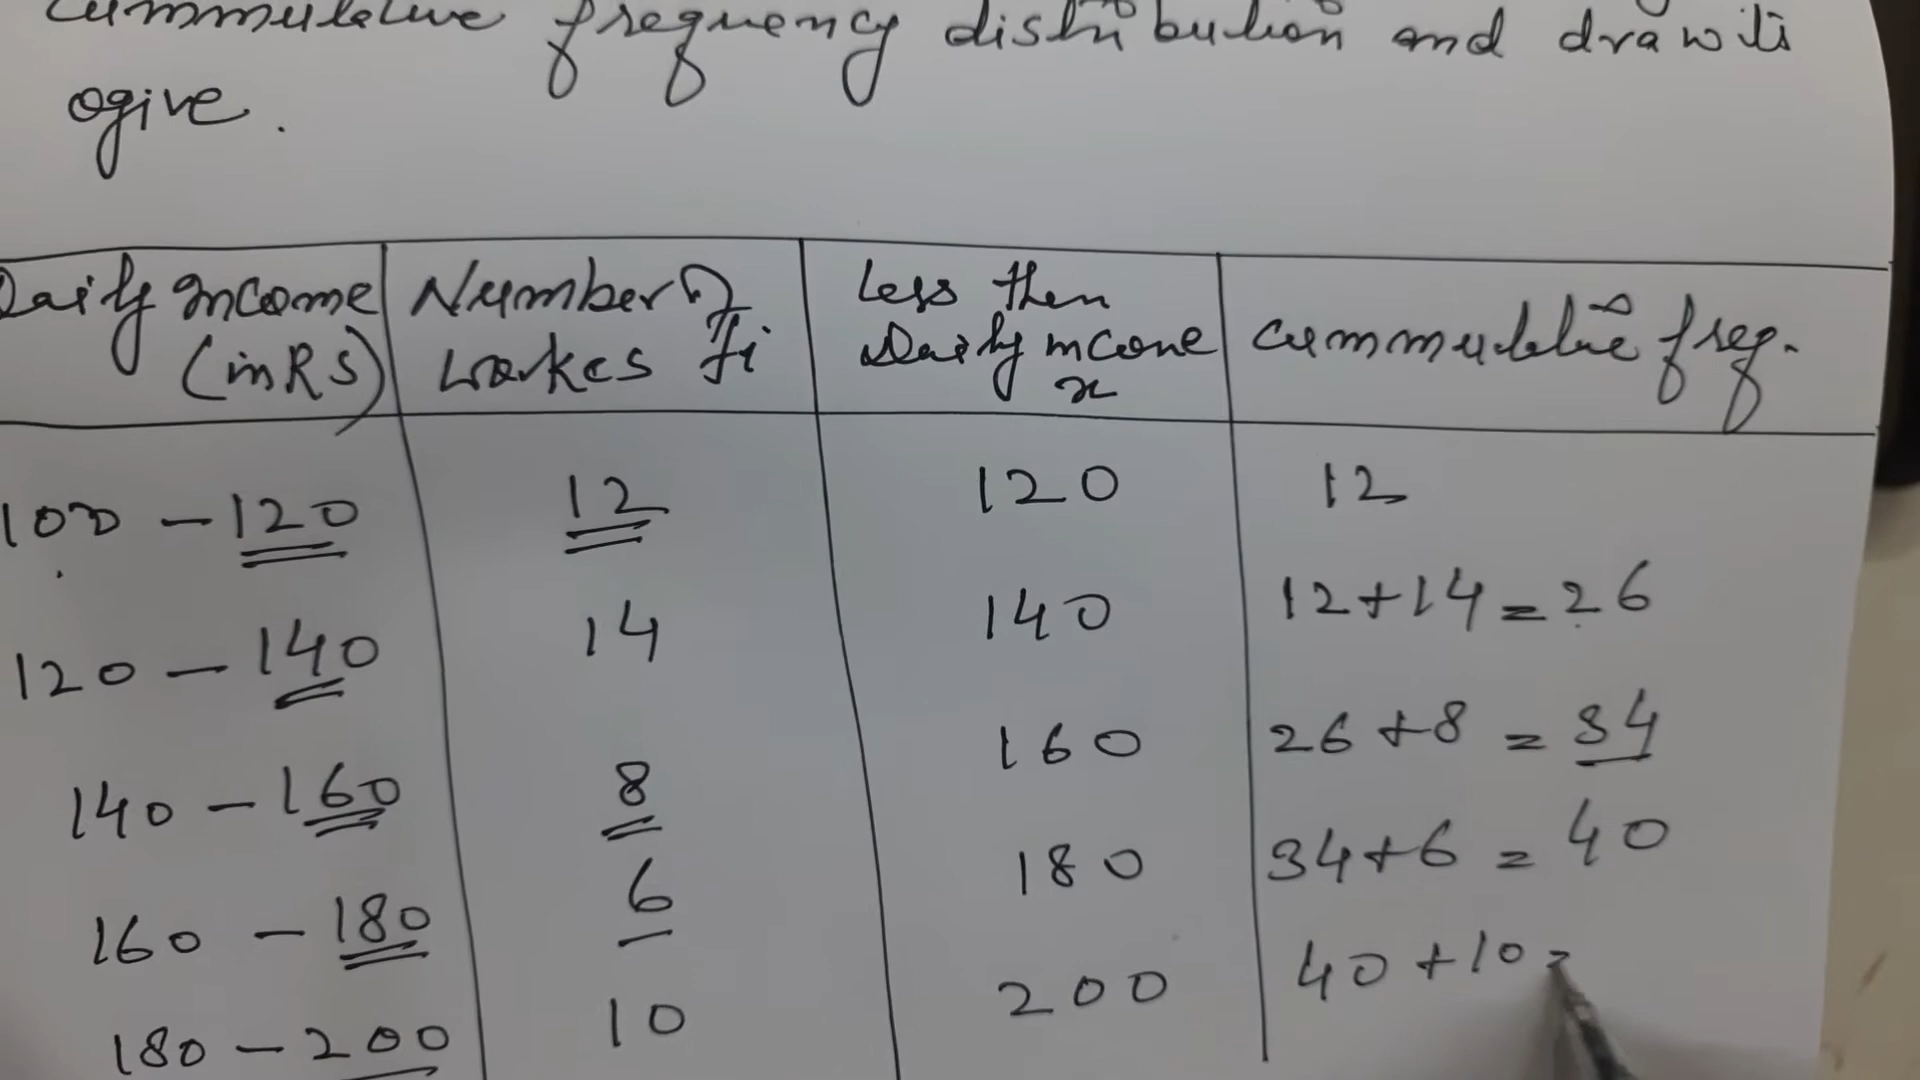 cummulative frequency distribution and draw its
ogive.
Daily Income (in RS) Number of workes fi Less then Daily income x cummulative freq.
100 - 120 12 120 12
120 - 140 14 140 12+14 = 26
140 - 160 8 160 26+8 = 34
160 - 180 6 180 34+6 = 40
180 - 200 10 200 40+10 =